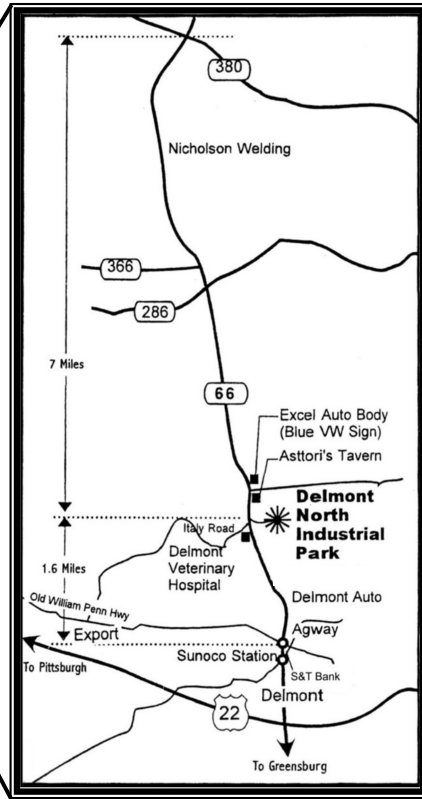 380
Nicholson Welding
366
286
7 Miles
66
Excel Auto Body
(Blue VW Sign)
Asttori's Tavern
Delmont
North
Industrial
Park
Italy Road
Delmont
Veterinary
Hospital
1.6 Miles
Delmont Auto
Old William Penn Hwy
Export
Agway
Sunoco Station
To Pittsburgh
S&T Bank
Delmont
22
To Greensburg